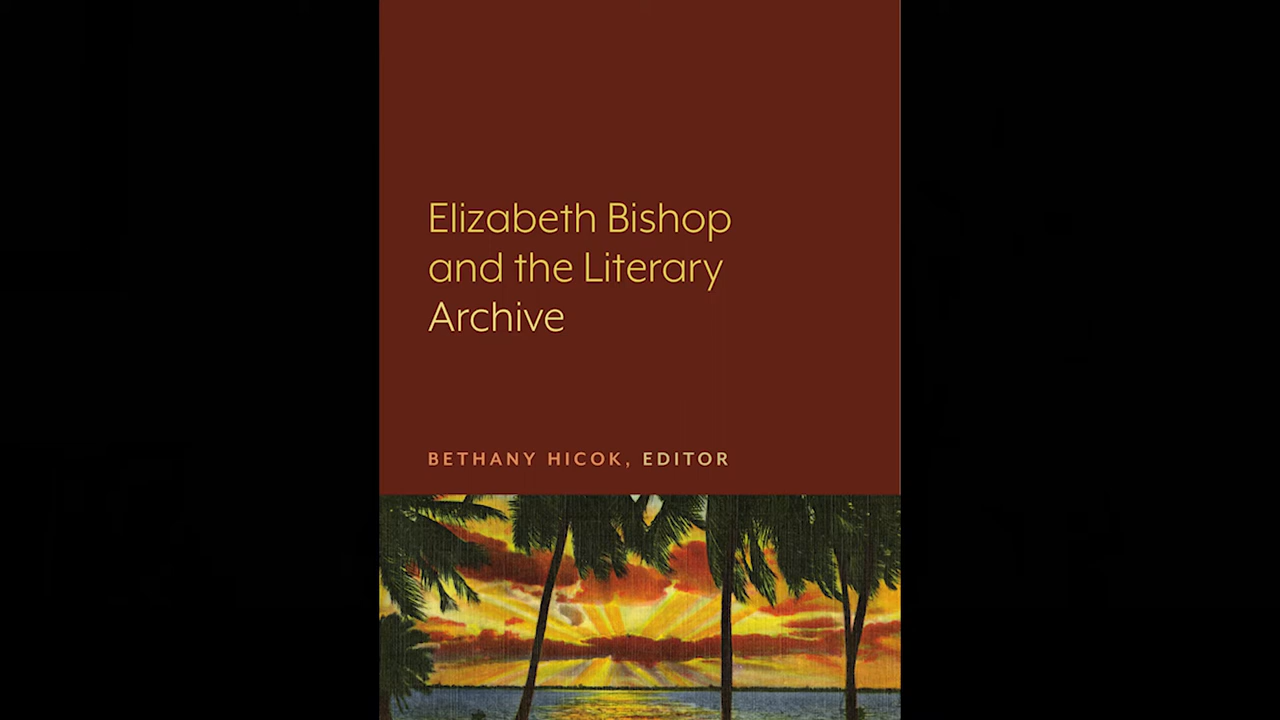 Elizabeth Bishop
and the Literary
Archive
BETHANY HICOK, EDITOR